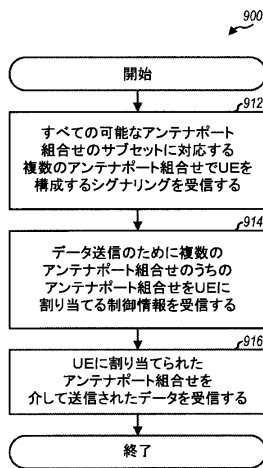 900
開始
912
すべての可能なアンテナポート
組合せのサブセットに対応する
複数のアンテナポート組合せでUEを
構成するシグナリングを受信する
914
データ送信のために複数の
アンテナポート組合せのうちの
アンテナポート組合せをUEに
割り当てる制御情報を受信する
916
UEに割り当てられた
アンテナポート組合せを
介して送信されたデータを受信する
終了